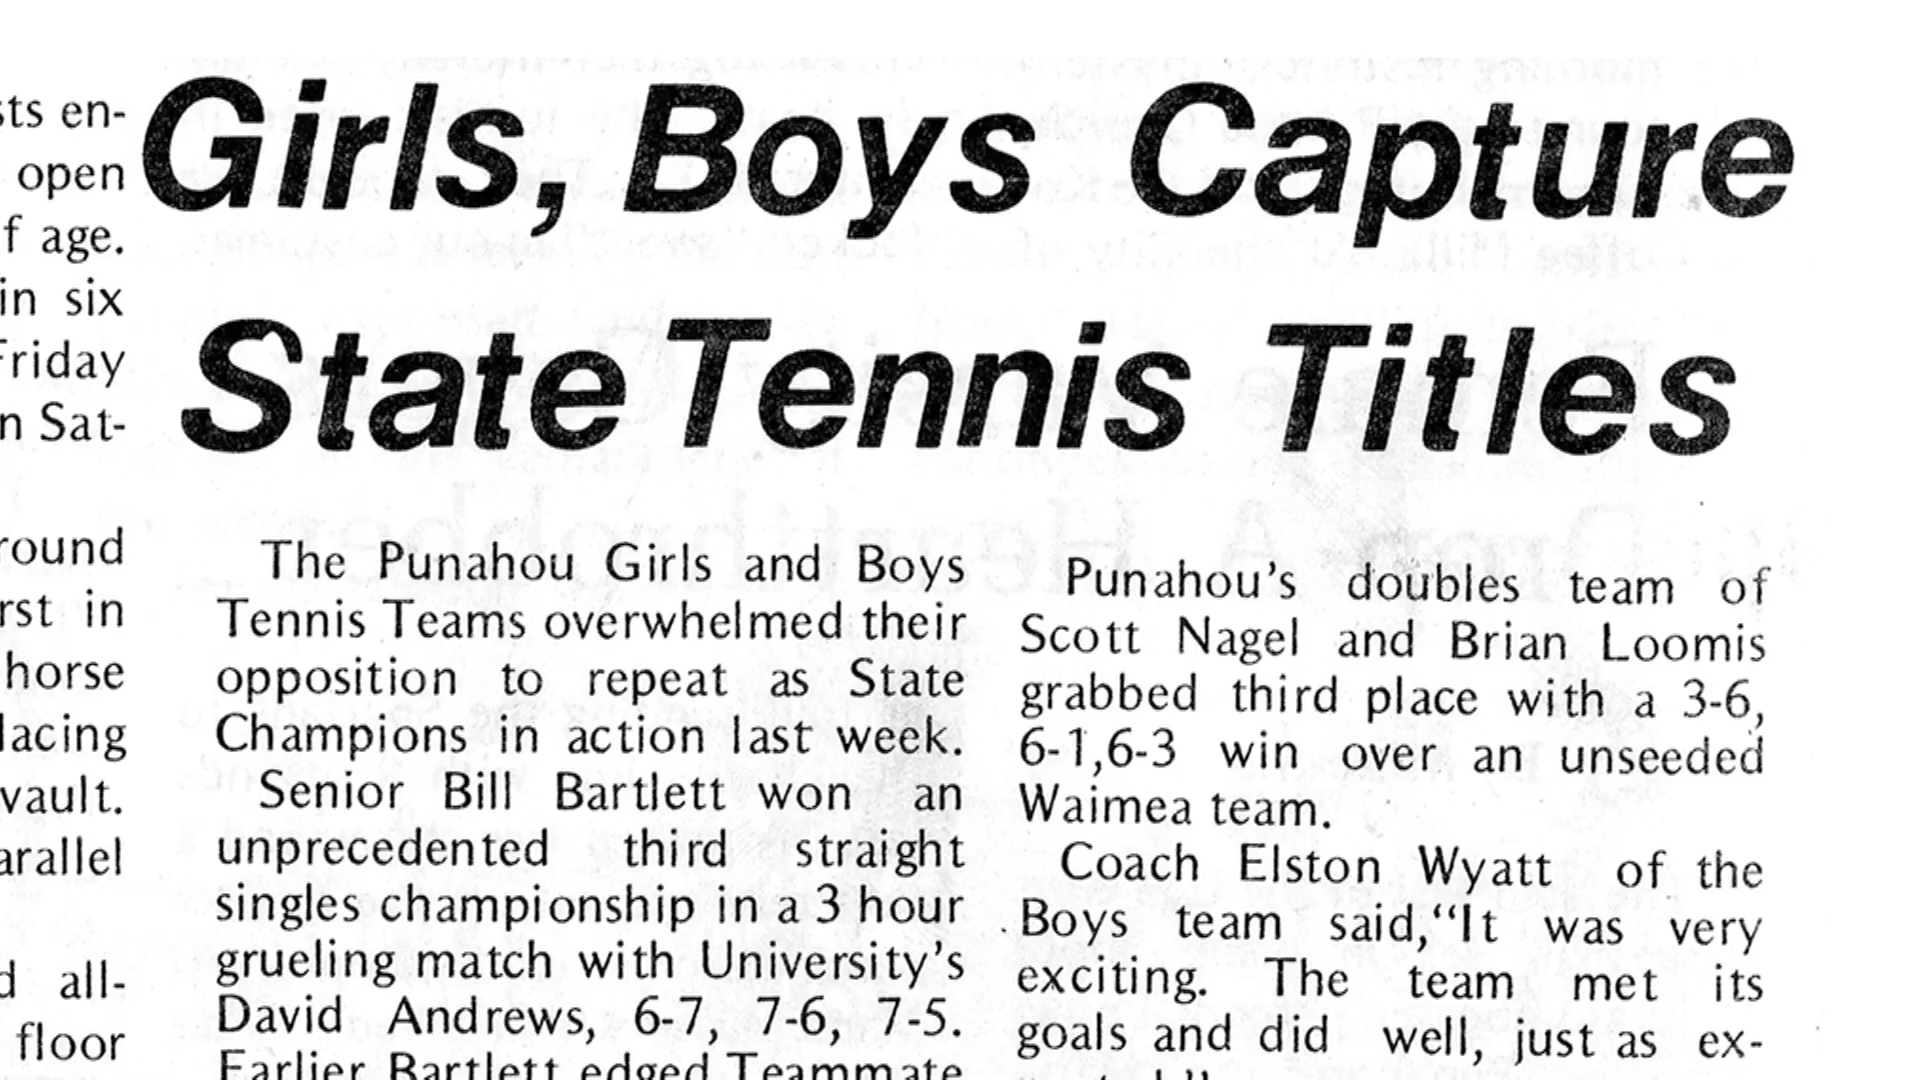 sts en-
open
f age.
in six
Friday
n Sat-
round
rst in
horse
lacing
vault.
arallel
d all-
floor
Girls, Boys Capture
State Tennis Titles
The Punahou Girls and Boys
Tennis Teams overwhelmed their
opposition to repeat as State
Champions in action last week.
Senior Bill Bartlett won an
unprecedented third straight
singles championship in a 3 hour
grueling match with University's
David Andrews, 6-7, 7-6, 7-5.
Earlier Bartlett edged Teammate
Punahou's doubles team of
Scott Nagel and Brian Loomis
grabbed third place with a 3-6,
6-1,6-3 win over an unseeded
Waimea team.
Coach Elston Wyatt of the
Boys team said,“It was very
exciting. The team met its
goals and did well, just as ex-